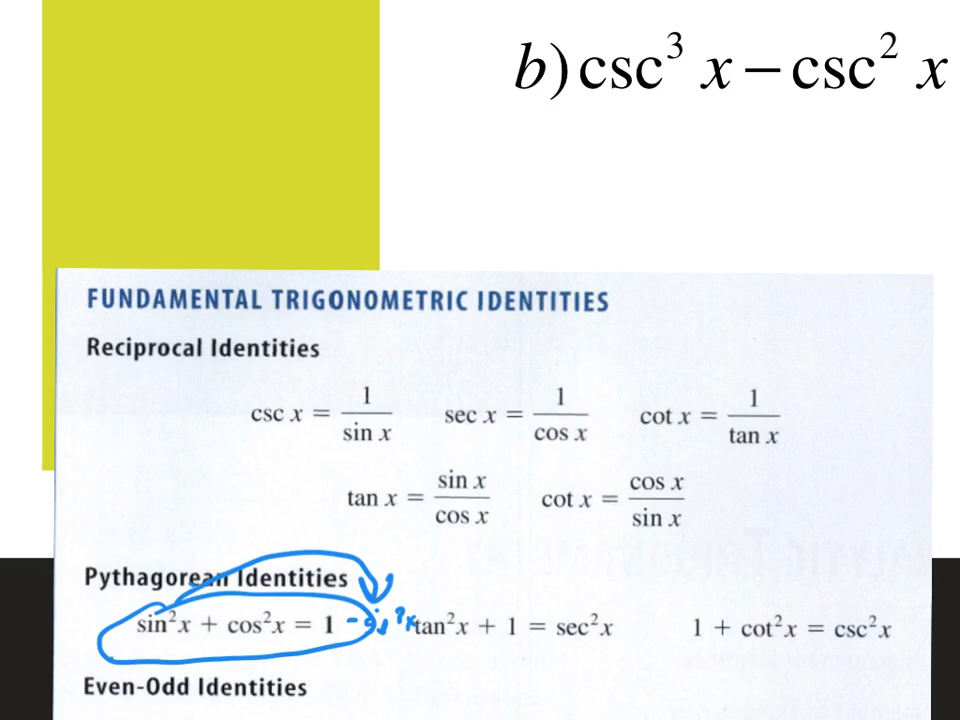 b) csc³ x − csc² x
FUNDAMENTAL TRIGONOMETRIC IDENTITIES
Reciprocal Identities
csc x = 1/sin x sec x = 1/cos x cot x = 1/tan x
tan x = sin x/cos x cot x = cos x/sin x
Pythagorean Identities
sin²x + cos²x = 1 tan²x + 1 = sec²x 1 + cot²x = csc²x
Even-Odd Identities